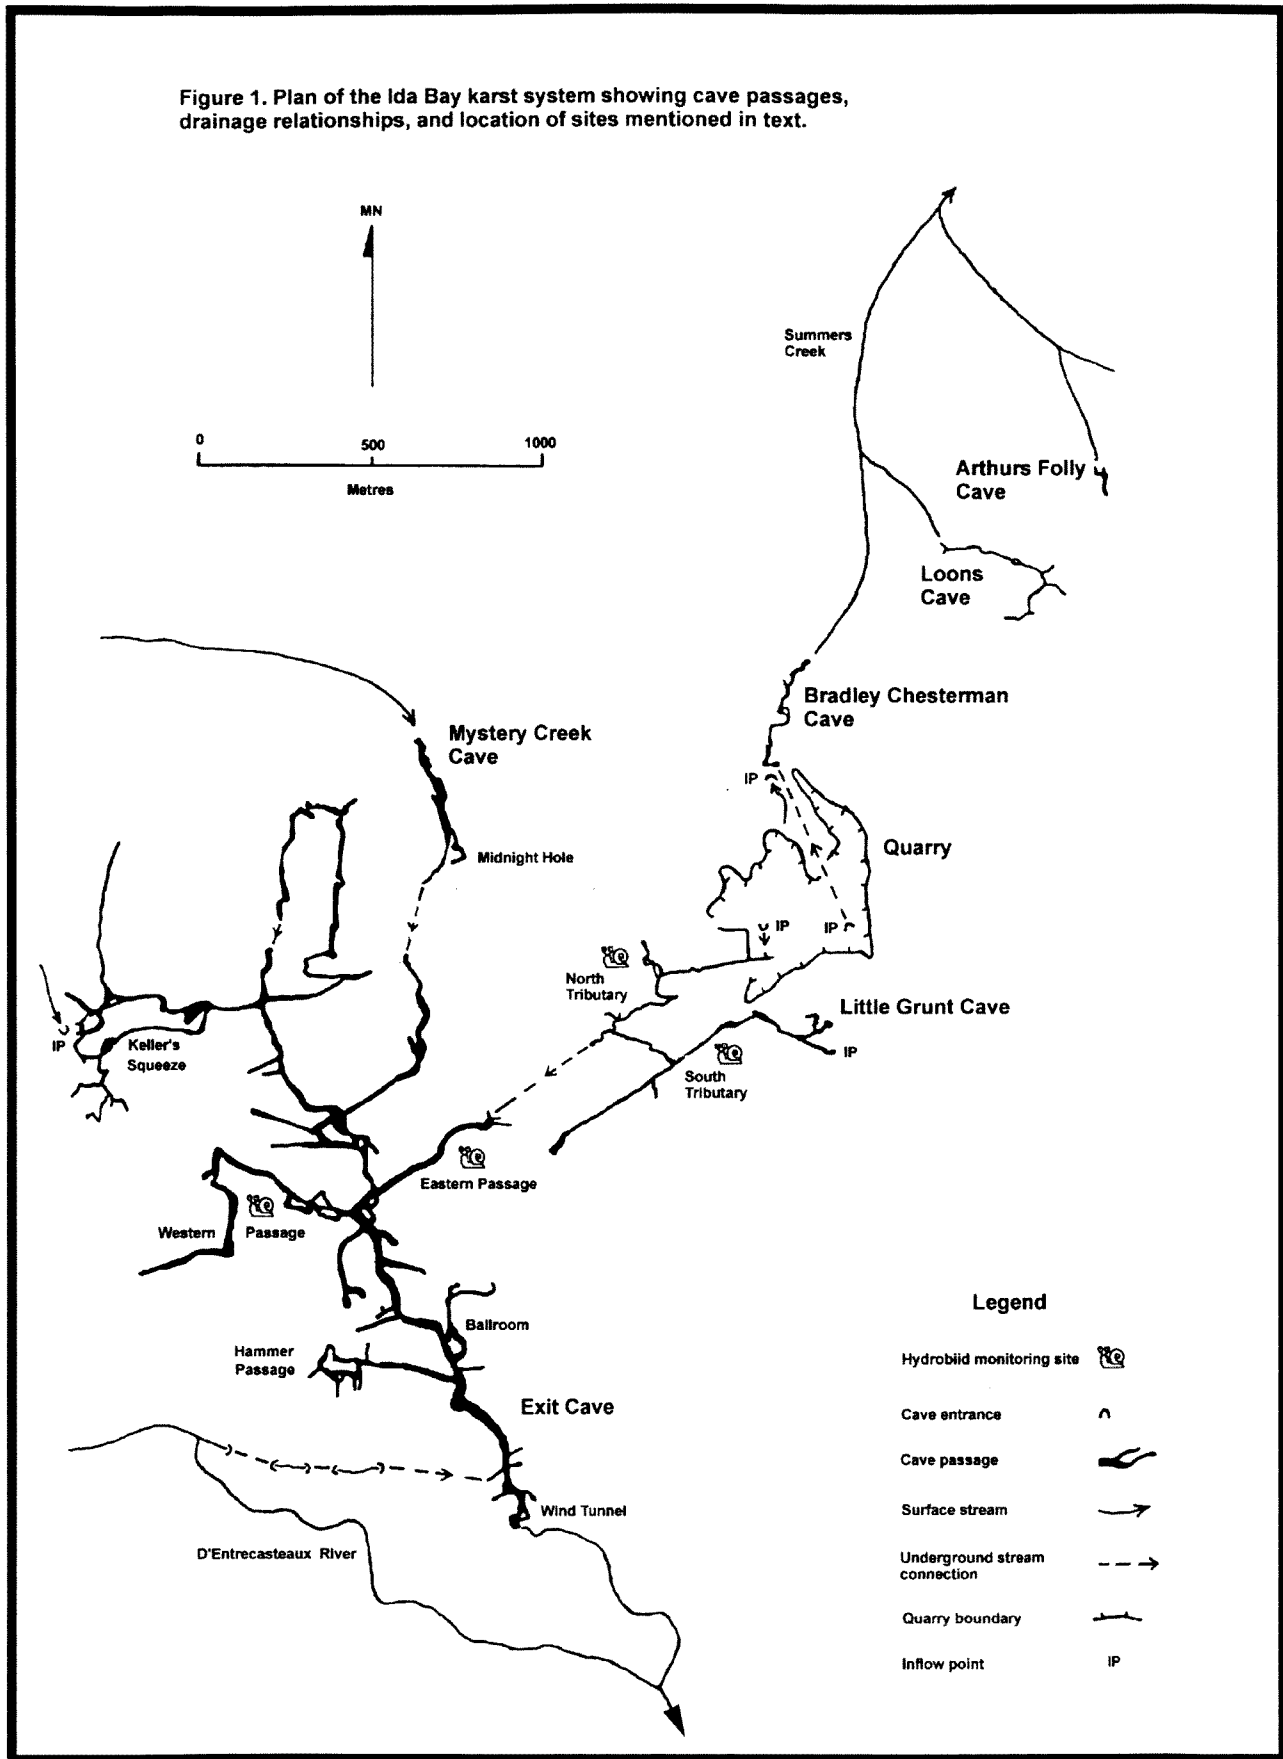 Figure 1. Plan of the Ida Bay karst system showing cave passages,
drainage relationships, and location of sites mentioned in text.
MN
0
500
1000
Metres
Summers
Creek
Arthurs Folly
Cave
Loons
Cave
Bradley Chesterman
Cave
Mystery Creek
Cave
IP
Midnight Hole
Quarry
IP
IP
North
Tributary
Little Grunt Cave
IP
Keller's
Squeeze
IP
South
Tributary
Eastern Passage
Western
Passage
Ballroom
Hammer
Passage
Exit Cave
Wind Tunnel
D'Entrecasteaux River
Legend
Hydrobiid monitoring site
Cave entrance
Cave passage
Surface stream
Underground stream
connection
Quarry boundary
Inflow point
IP